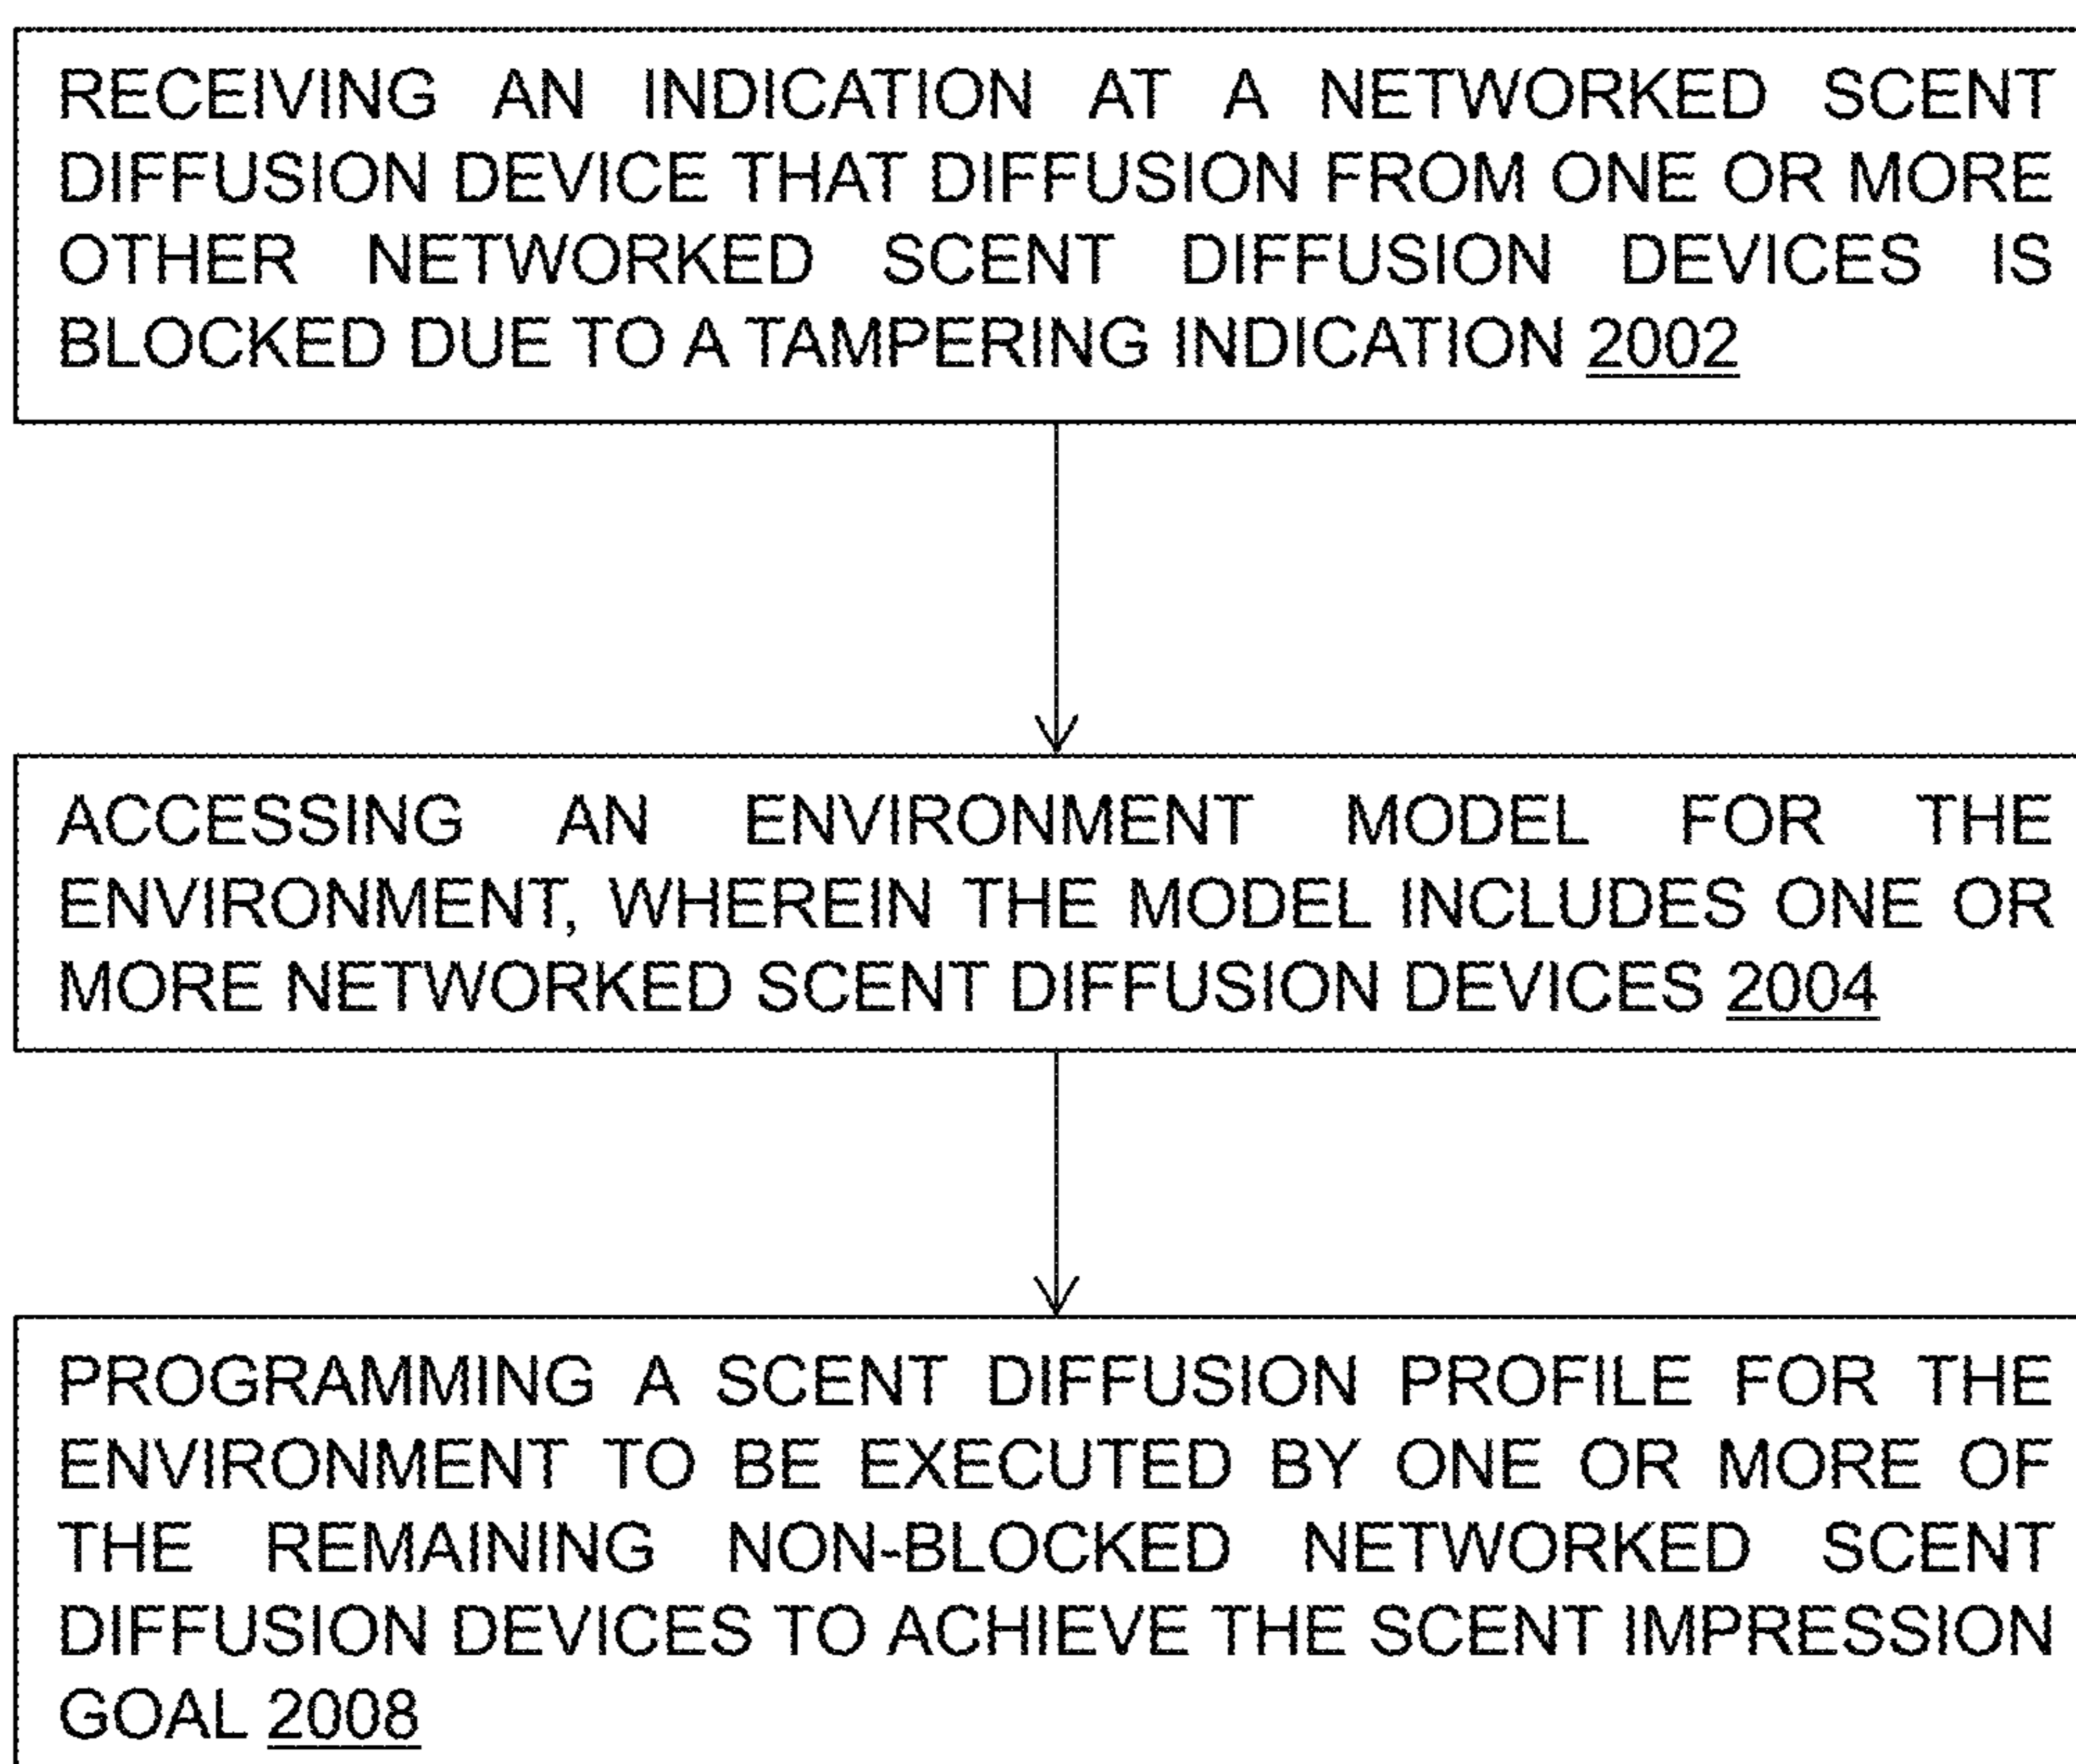 RECEIVING AN INDICATION AT A NETWORKED SCENT
DIFFUSION DEVICE THAT DIFFUSION FROM ONE OR MORE
OTHER NETWORKED SCENT DIFFUSION DEVICES IS
BLOCKED DUE TO A TAMPERING INDICATION 2002
ACCESSING AN ENVIRONMENT MODEL FOR THE
ENVIRONMENT, WHEREIN THE MODEL INCLUDES ONE OR
MORE NETWORKED SCENT DIFFUSION DEVICES 2004
PROGRAMMING A SCENT DIFFUSION PROFILE FOR THE
ENVIRONMENT TO BE EXECUTED BY ONE OR MORE OF
THE REMAINING NON-BLOCKED NETWORKED SCENT
DIFFUSION DEVICES TO ACHIEVE THE SCENT IMPRESSION
GOAL 2008